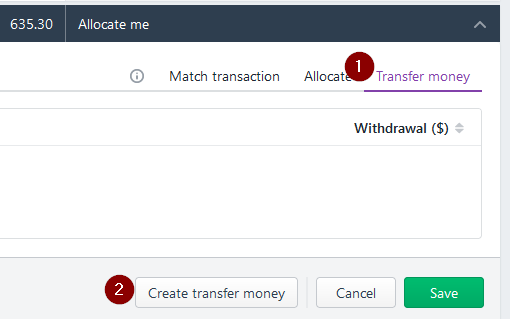 635.30 Allocate me
1
Match transaction Allocate Transfer money
Withdrawal ($)
2
Create transfer money Cancel Save